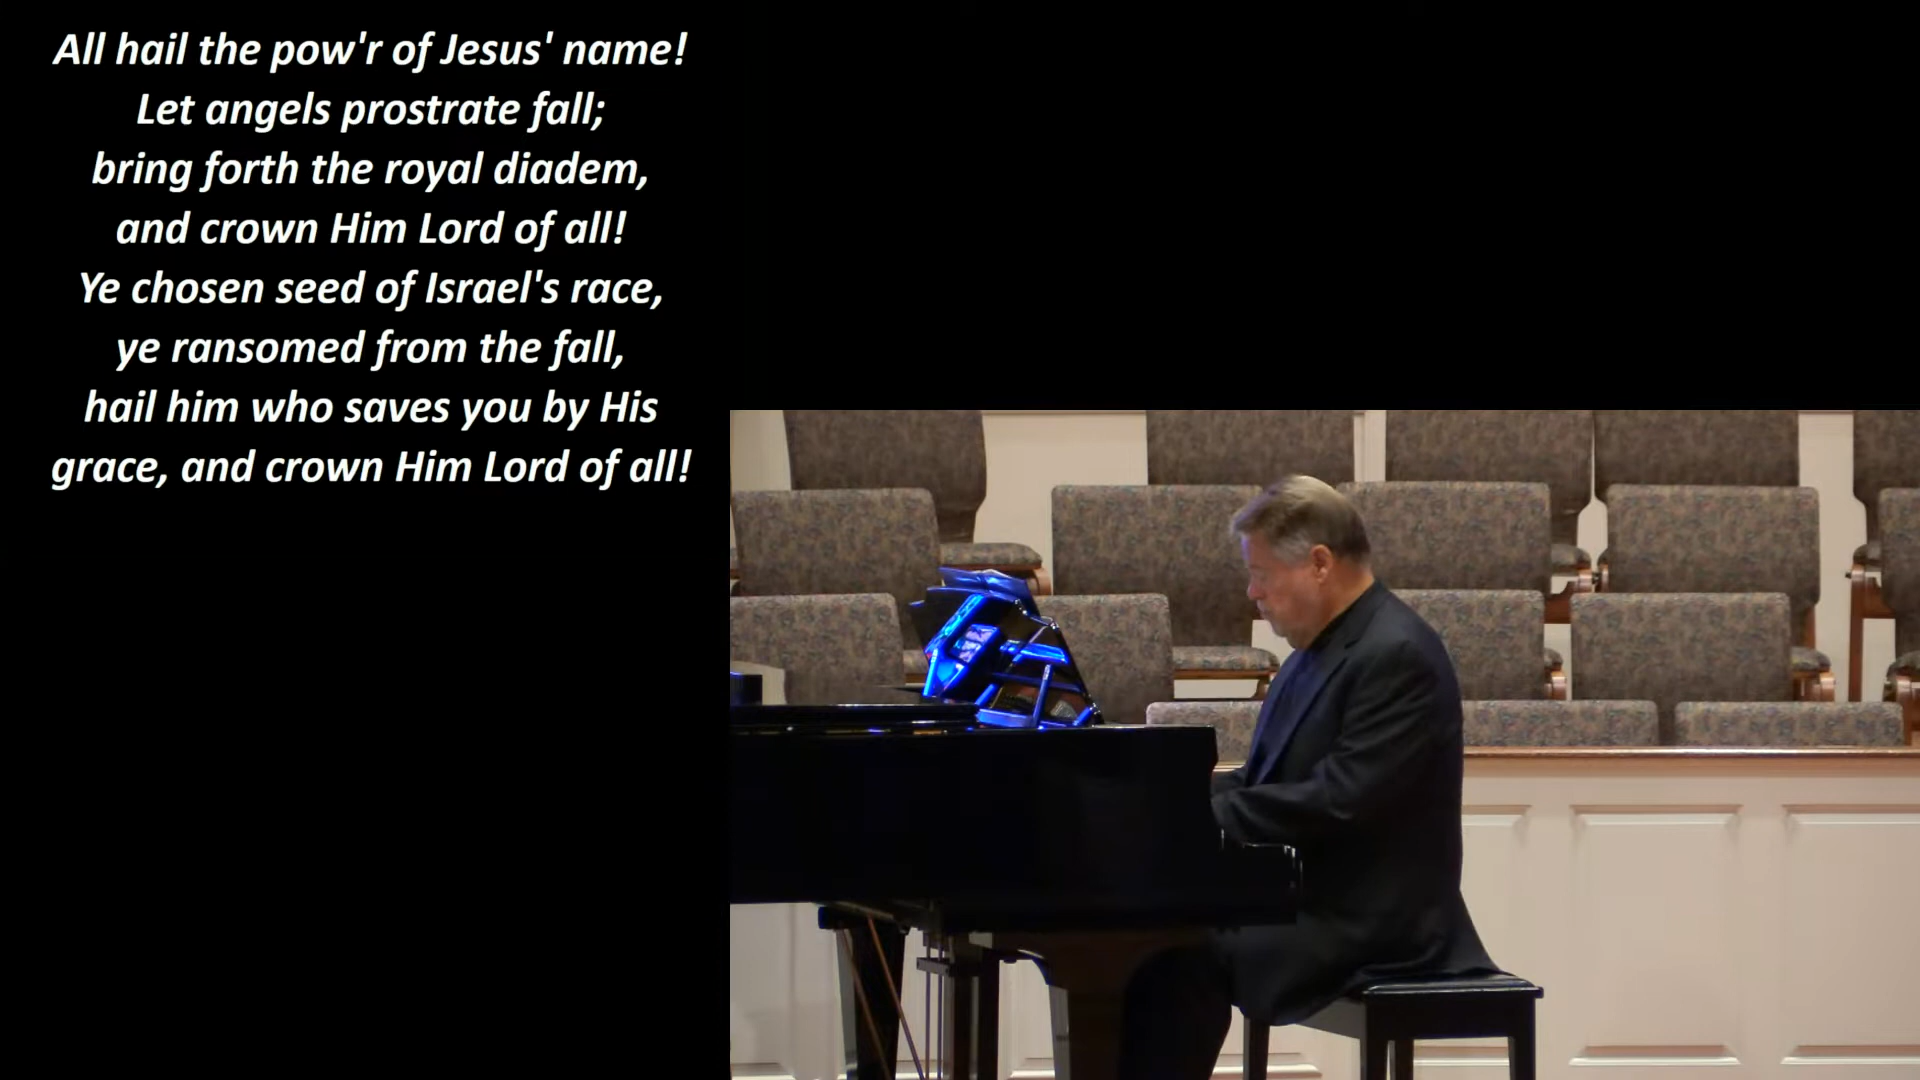 All hail the pow'r of Jesus' name!
Let angels prostrate fall;
bring forth the royal diadem,
and crown Him Lord of all!
Ye chosen seed of Israel's race,
ye ransomed from the fall,
hail him who saves you by His
grace, and crown Him Lord of all!